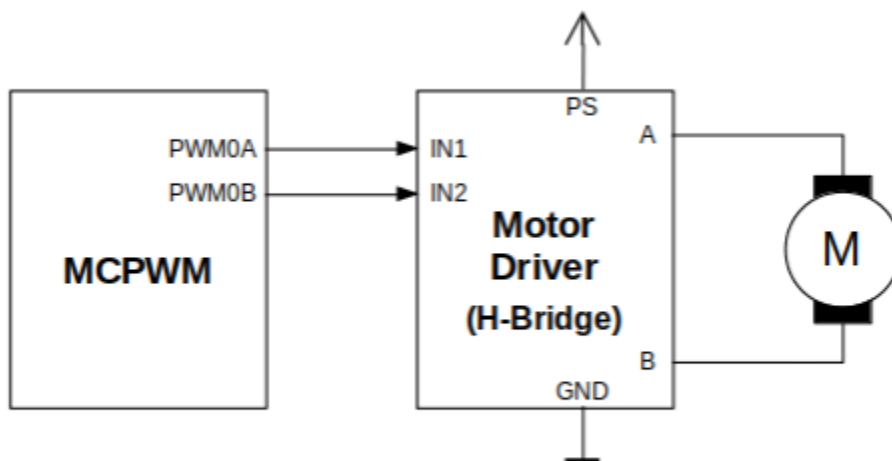 PS
A
PWM0A
IN1
PWM0B
IN2
Motor
Driver
(H-Bridge)
MCPWM
M
B
GND